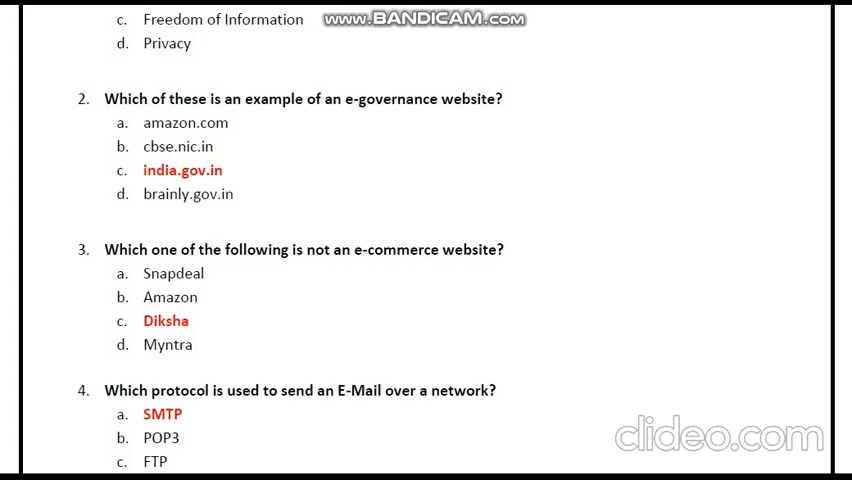 c. Freedom of Information
www.BANDICAM.com
d. Privacy
2. Which of these is an example of an e-governance website?
a. amazon.com
b. cbse.nic.in
c. india.gov.in
d. brainly.gov.in
3. Which one of the following is not an e-commerce website?
a. Snapdeal
b. Amazon
c. Diksha
d. Myntra
4. Which protocol is used to send an E-Mail over a network?
a. SMTP
b. POP3
c. FTP
clideo.com